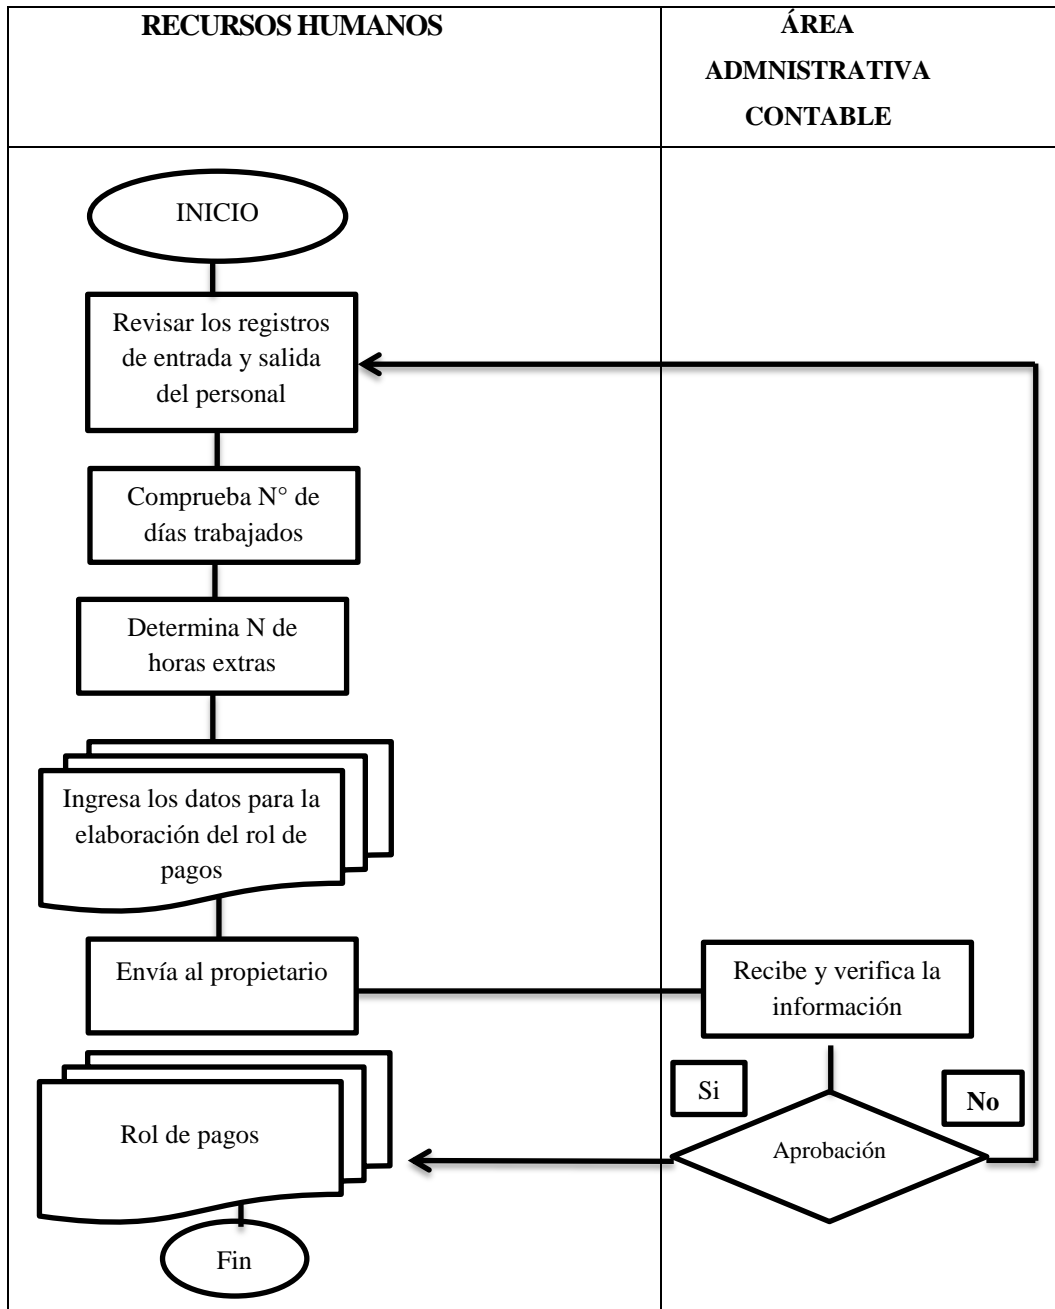 RECURSOS HUMANOS
ÁREA
ADMNISTRATIVA
CONTABLE
INICIO
Revisar los registros
de entrada y salida
del personal
Comprueba N° de
días trabajados
Determina N de
horas extras
Ingresa los datos para la
elaboración del rol de
pagos
Envía al propietario
Recibe y verifica la
información
Si
No
Aprobación
Rol de pagos
Fin